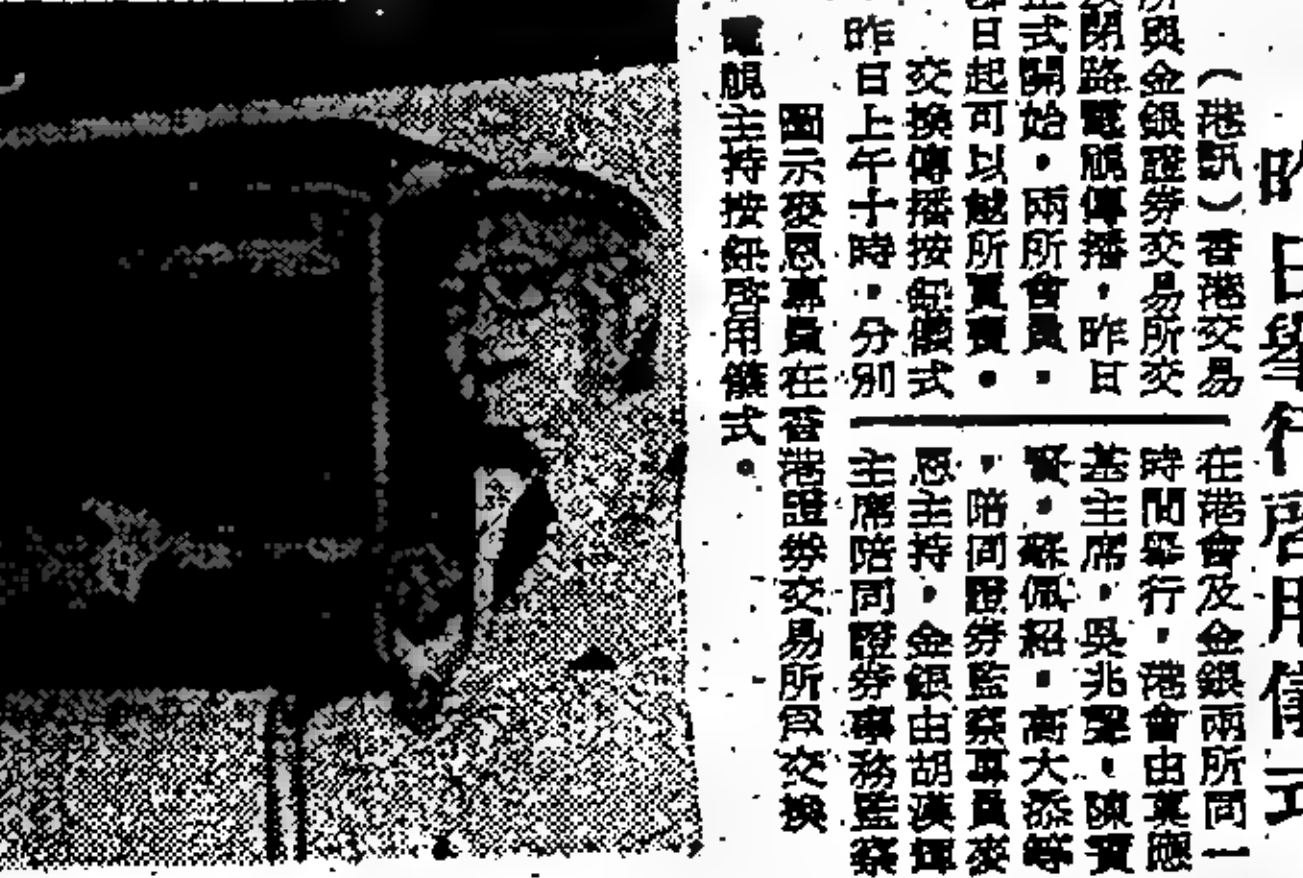 昨日舉行啓用儀式
（港訊）香港交易
所與金銀證券交易所交
閉路電視傳播，昨日
正式開始，兩所會員，
日起可以越所買賣。
交換傳播按鈕儀式
昨日上午十時，分別
在港會及金銀兩所同一
時間舉行，港會由莫應
基主席，吳兆聲，陳寶
賢，蘇佩紹，高大添等
，陪同證券監察專員麥
恩主持，金銀由胡漢輝
主席陪同證券事務監察
圖示麥恩專員在香港證券交易所與交換
電視主持按鈕啓用儀式。